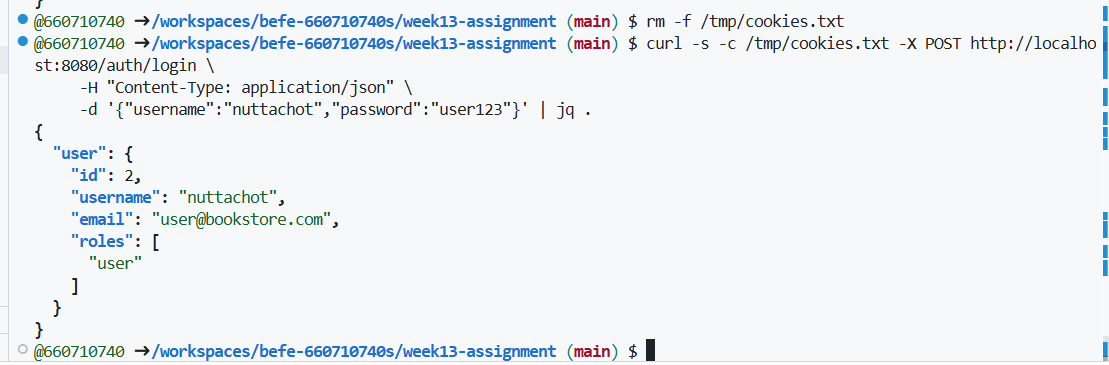 }
@660710740 ➜/workspaces/befe-660710740s/week13-assignment (main) $ rm -f /tmp/cookies.txt
@660710740 ➜/workspaces/befe-660710740s/week13-assignment (main) $ curl -s -c /tmp/cookies.txt -X POST http://localho
st:8080/auth/login \
-H "Content-Type: application/json" \
-d '{"username":"nuttachot","password":"user123"}' | jq .
{
"user": {
"id": 2,
"username": "nuttachot",
"email": "user@bookstore.com",
"roles": [
"user"
]
}
}
@660710740 ➜/workspaces/befe-660710740s/week13-assignment (main) $